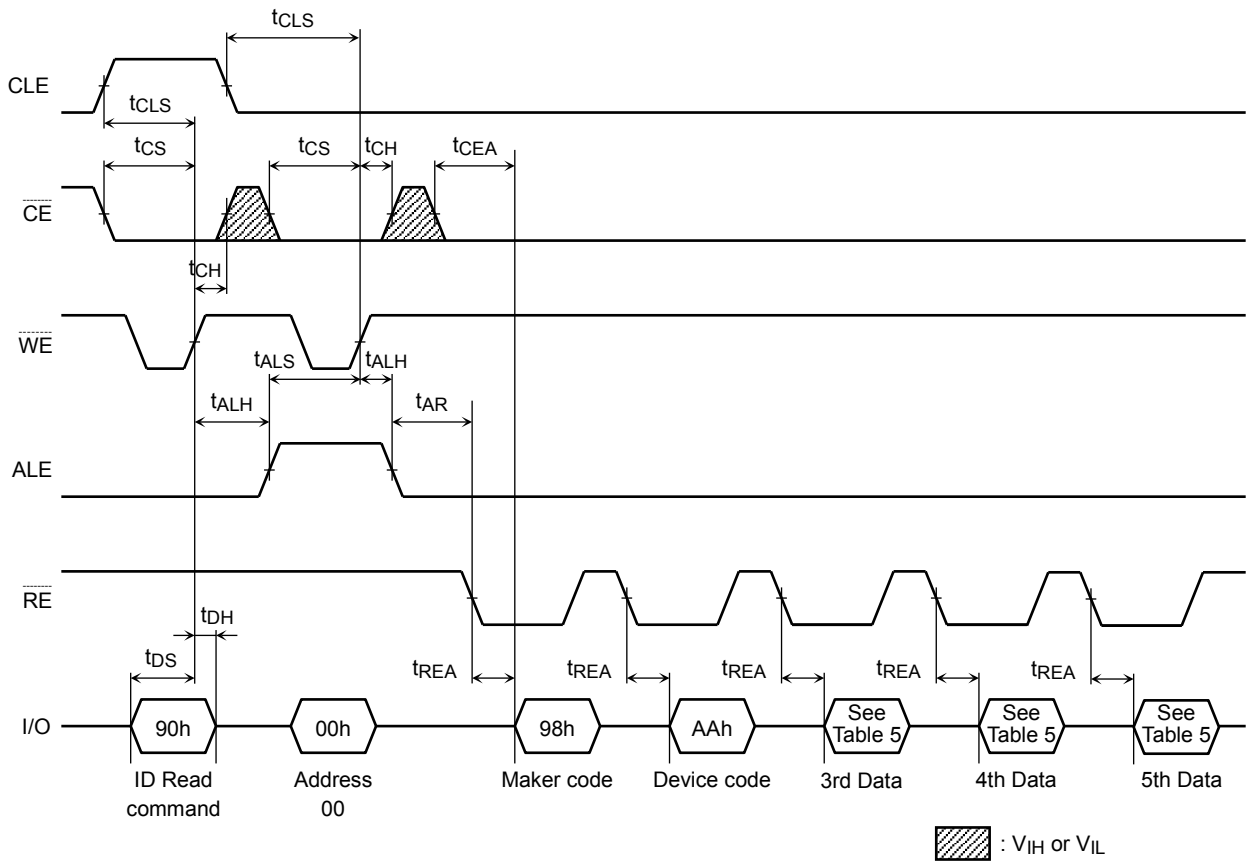 tCLS
CLE
tCLS
tCS
tCS
tCH
tCEA
CE
tCH
WE
tALS
tALH
tALH
tAR
ALE
RE
tDH
tDS
tREA
tREA
tREA
tREA
tREA
I/O
90h
00h
98h
AAh
See
Table 5
See
Table 5
See
Table 5
ID Read
command
Address
00
Maker code
Device code
3rd Data
4th Data
5th Data
: VIH or VIL